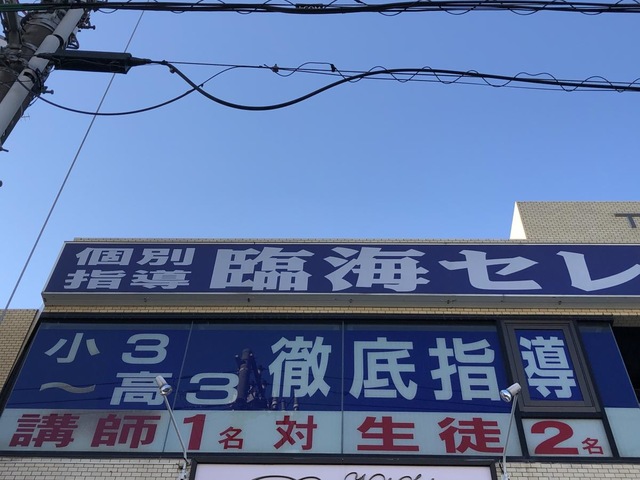 個別指導 臨海セレ
小3～高3 徹底指導
講師1名対生徒2名